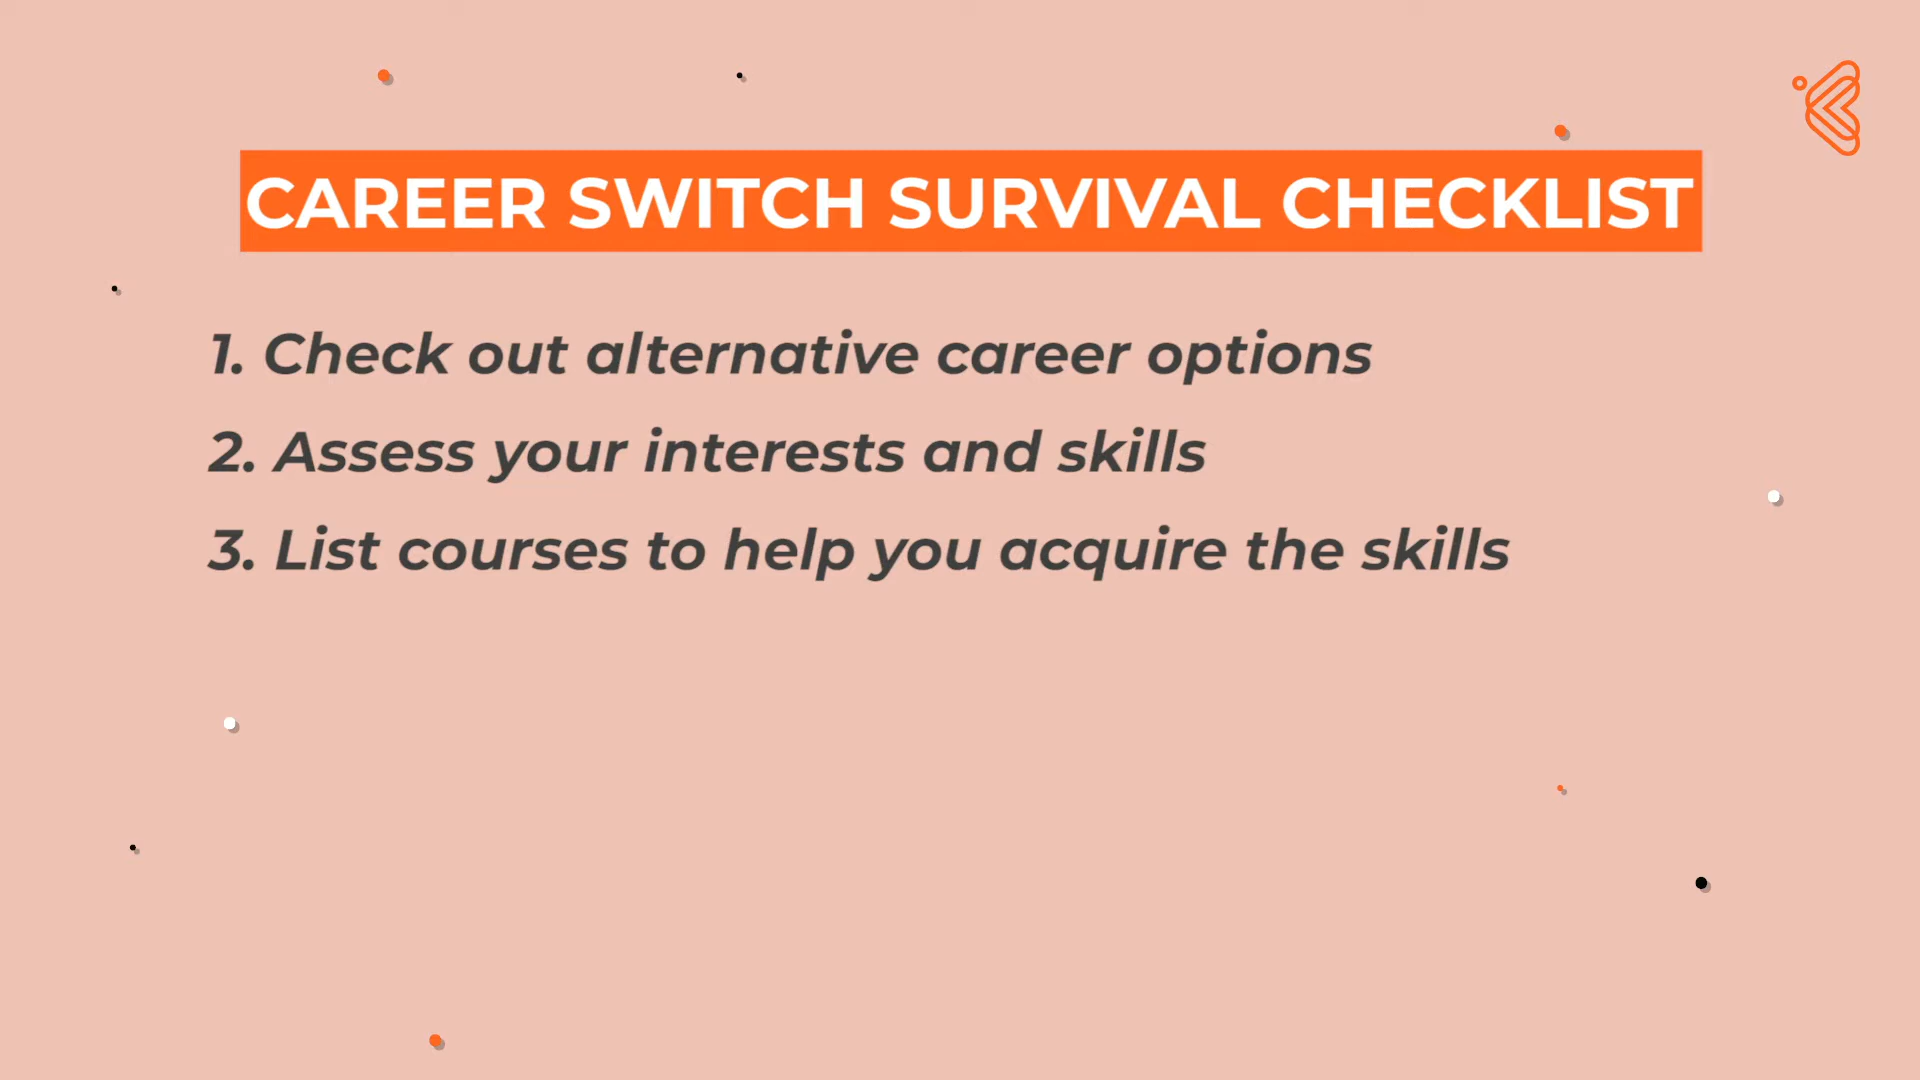 CAREER SWITCH SURVIVAL CHECKLIST
1. Check out alternative career options
2. Assess your interests and skills
3. List courses to help you acquire the skills